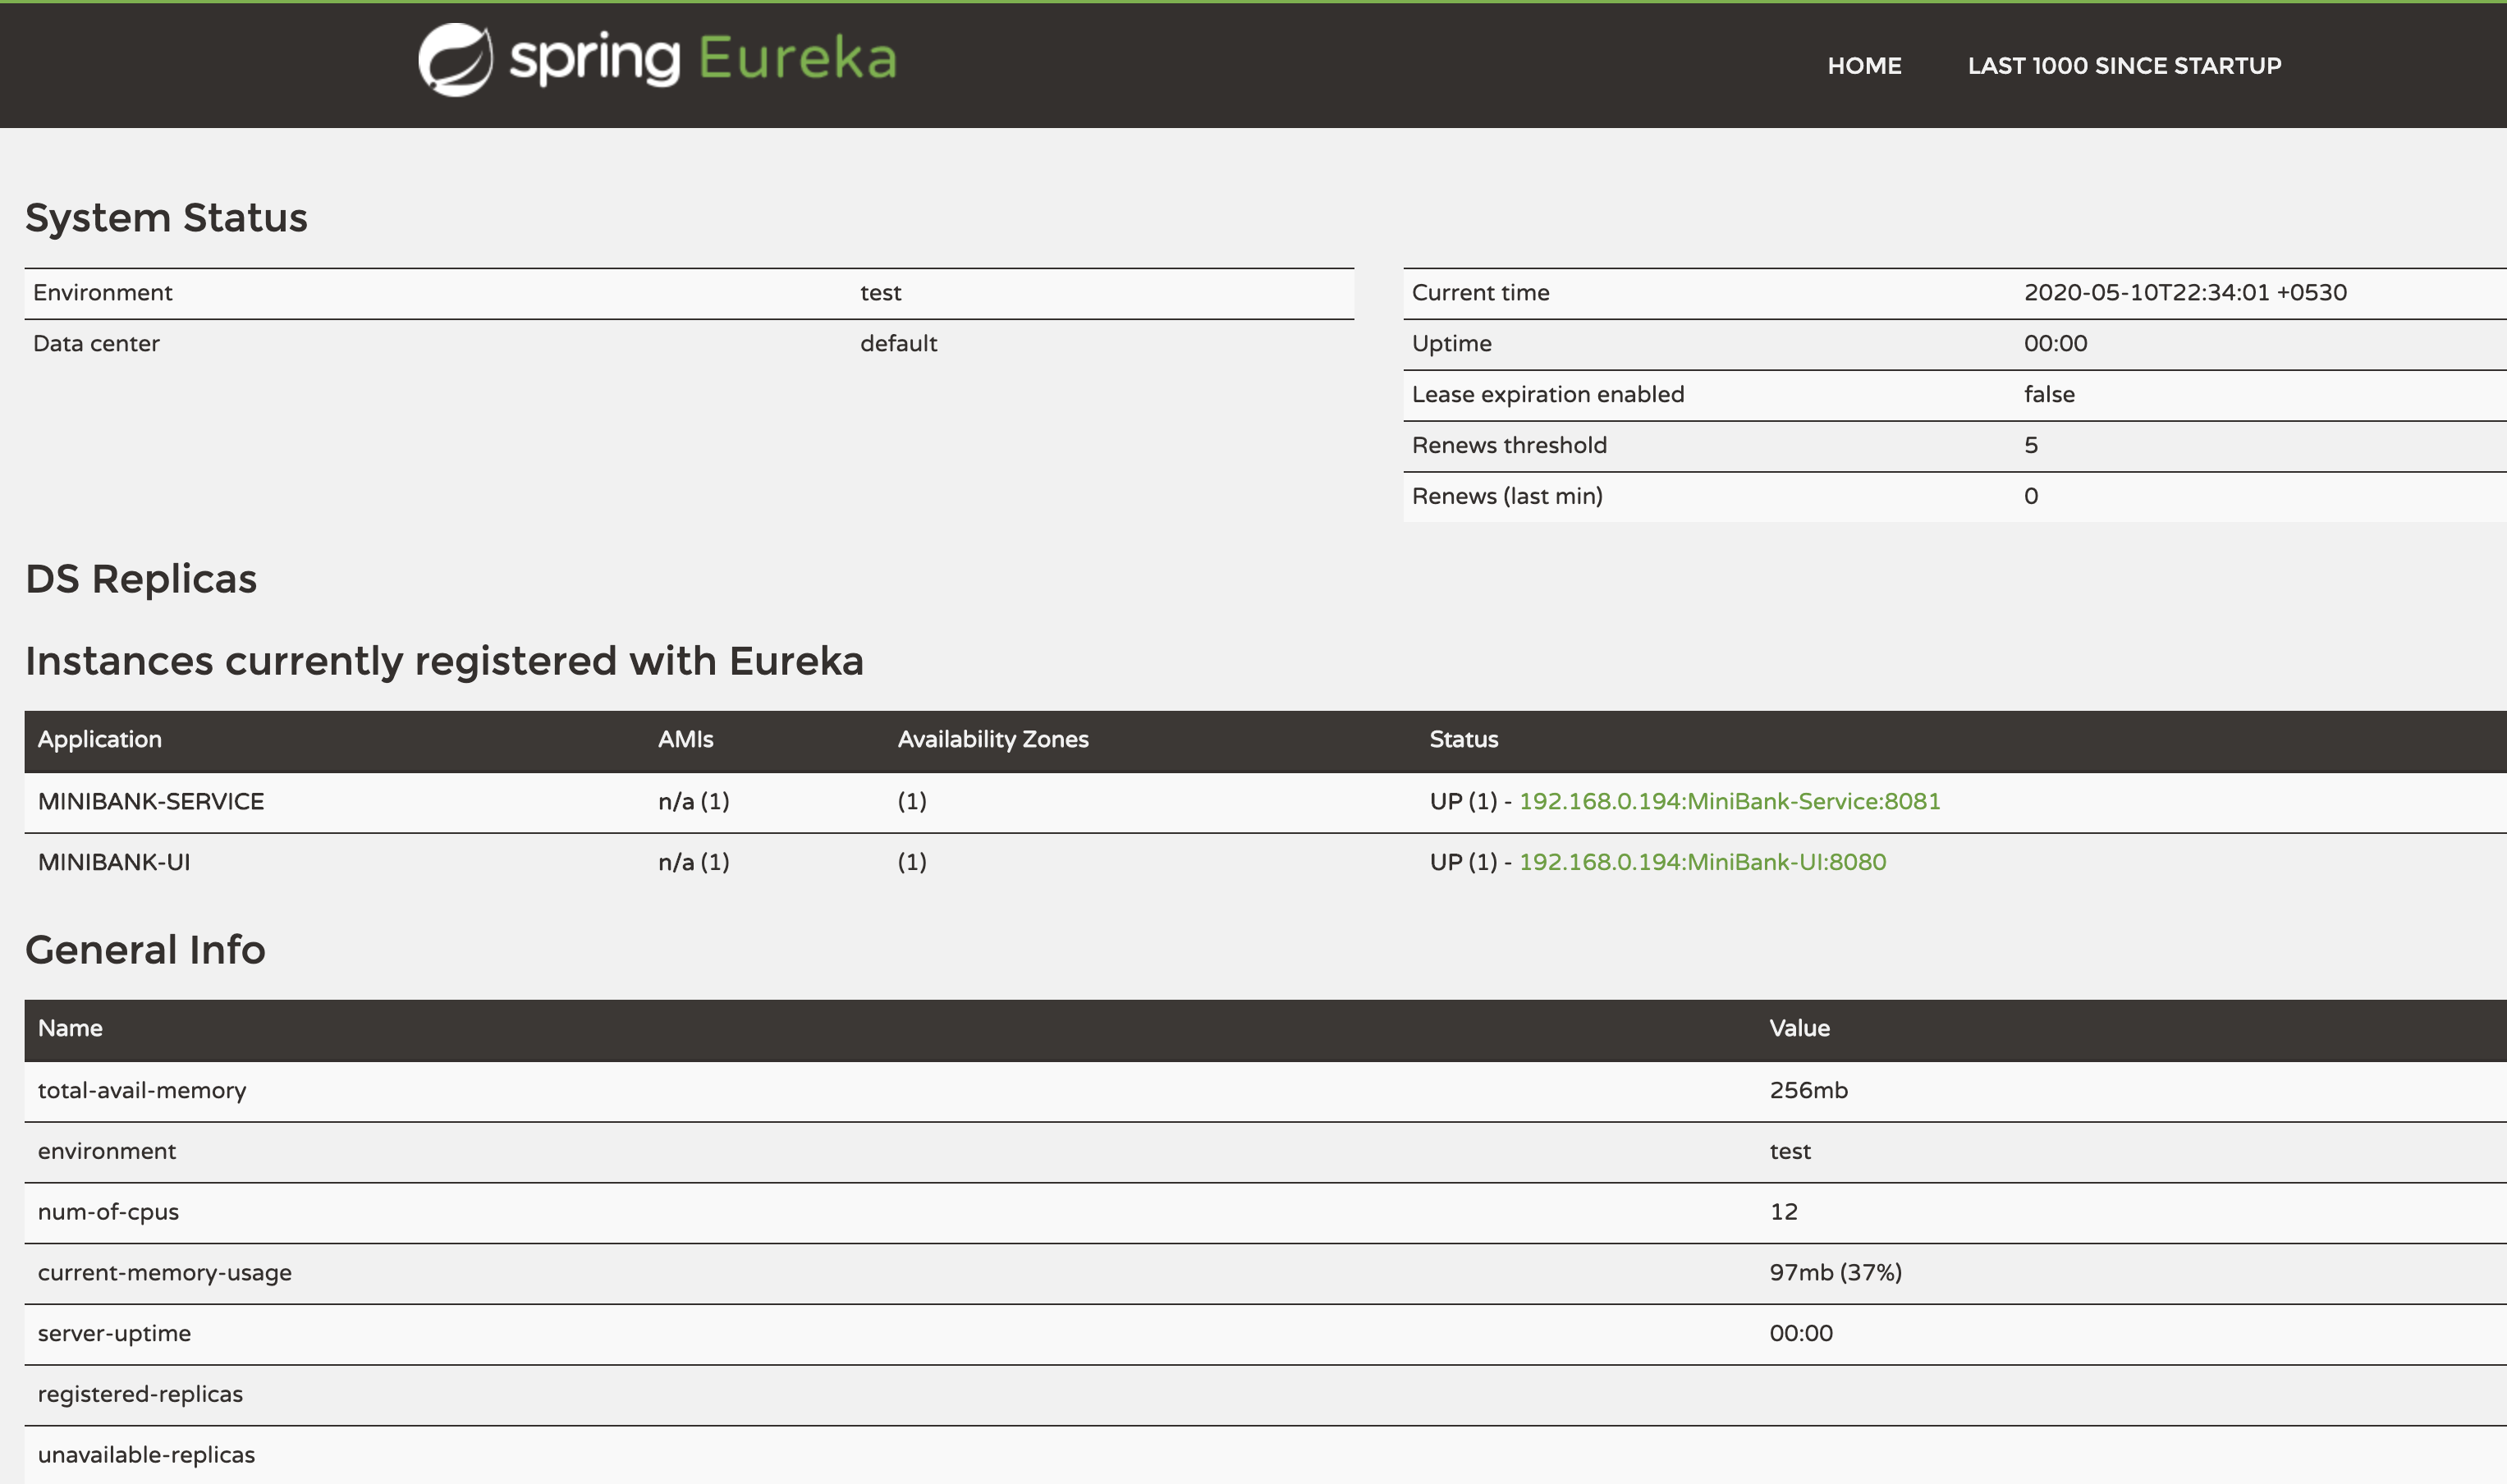 spring Eureka
HOME LAST 1000 SINCE STARTUP
System Status
Environment test
Data center default
Current time 2020-05-10T22:34:01 +0530
Uptime 00:00
Lease expiration enabled false
Renews threshold 5
Renews (last min) 0
DS Replicas
Instances currently registered with Eureka
Application AMIs Availability Zones Status
MINIBANK-SERVICE n/a (1) (1) UP (1) - 192.168.0.194:MiniBank-Service:8081
MINIBANK-UI n/a (1) (1) UP (1) - 192.168.0.194:MiniBank-UI:8080
General Info
Name Value
total-avail-memory 256mb
environment test
num-of-cpus 12
current-memory-usage 97mb (37%)
server-uptime 00:00
registered-replicas
unavailable-replicas